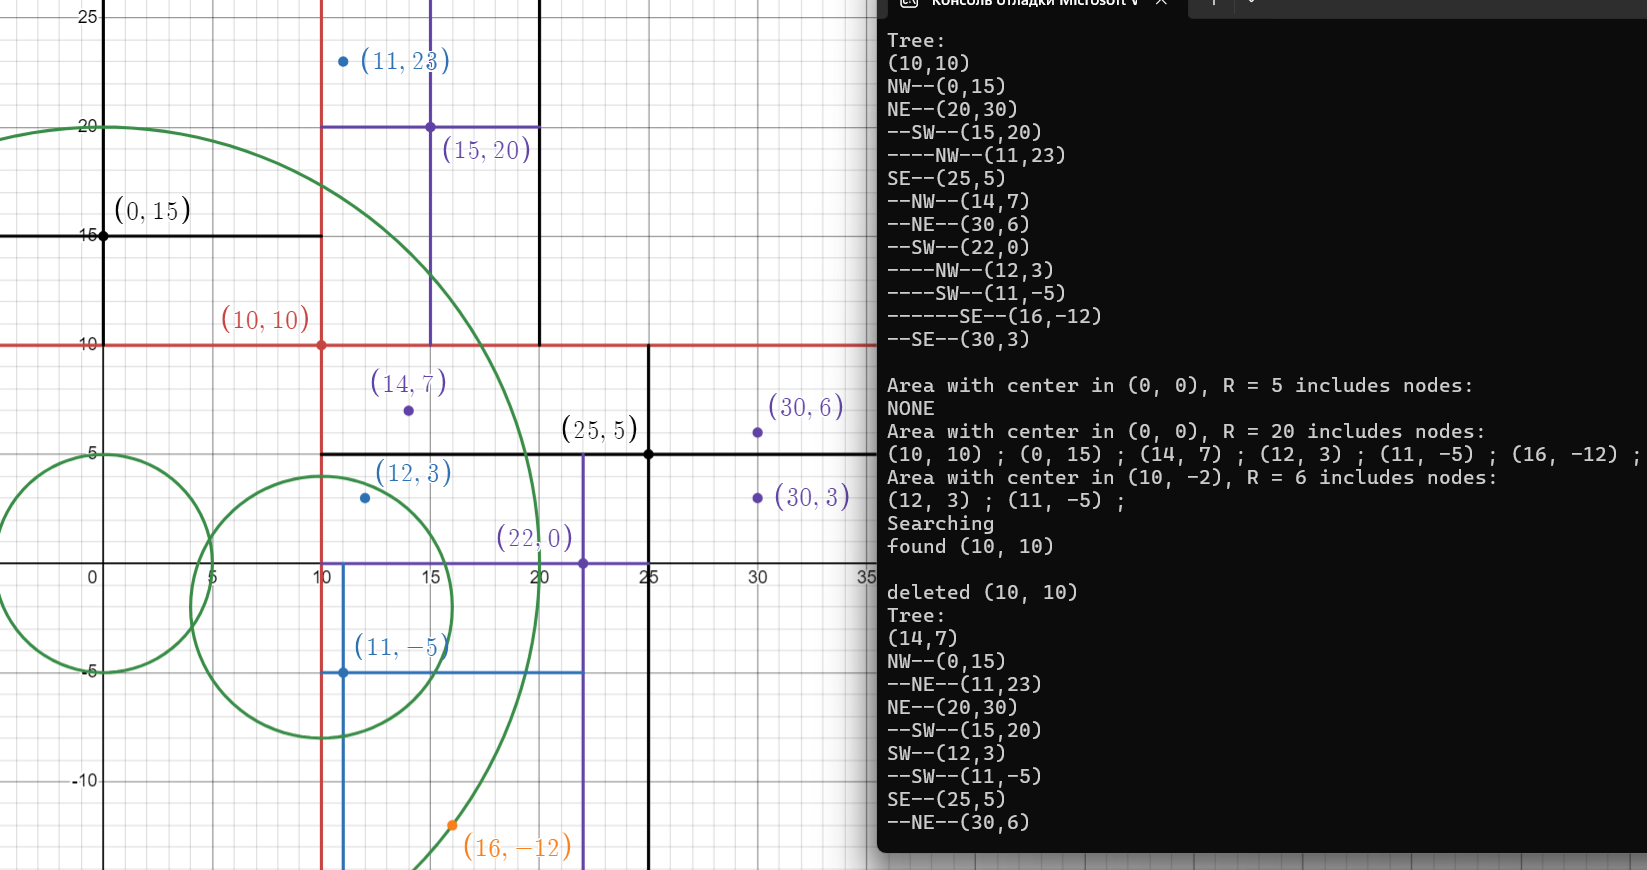 25
(11, 23)
20
(15, 20)
(0, 15)
15
(10, 10)
10
(14, 7)
(30, 6)
(25, 5)
5
(12, 3)
(30, 3)
(22, 0)
0
5
10
15
20
25
30
35
(11, −5)
-5
-10
(16, −12)
Консоль отладки Microsoft V
Tree:
(10,10)
NW--(0,15)
NE--(20,30)
--SW--(15,20)
----NW--(11,23)
SE--(25,5)
--NW--(14,7)
--NE--(30,6)
--SW--(22,0)
----NW--(12,3)
----SW--(11,-5)
------SE--(16,-12)
--SE--(30,3)
Area with center in (0, 0), R = 5 includes nodes:
NONE
Area with center in (0, 0), R = 20 includes nodes:
(10, 10) ; (0, 15) ; (14, 7) ; (12, 3) ; (11, -5) ; (16, -12) ;
Area with center in (10, -2), R = 6 includes nodes:
(12, 3) ; (11, -5) ;
Searching
found (10, 10)
deleted (10, 10)
Tree:
(14,7)
NW--(0,15)
--NE--(11,23)
NE--(20,30)
--SW--(15,20)
SW--(12,3)
--SW--(11,-5)
SE--(25,5)
--NE--(30,6)